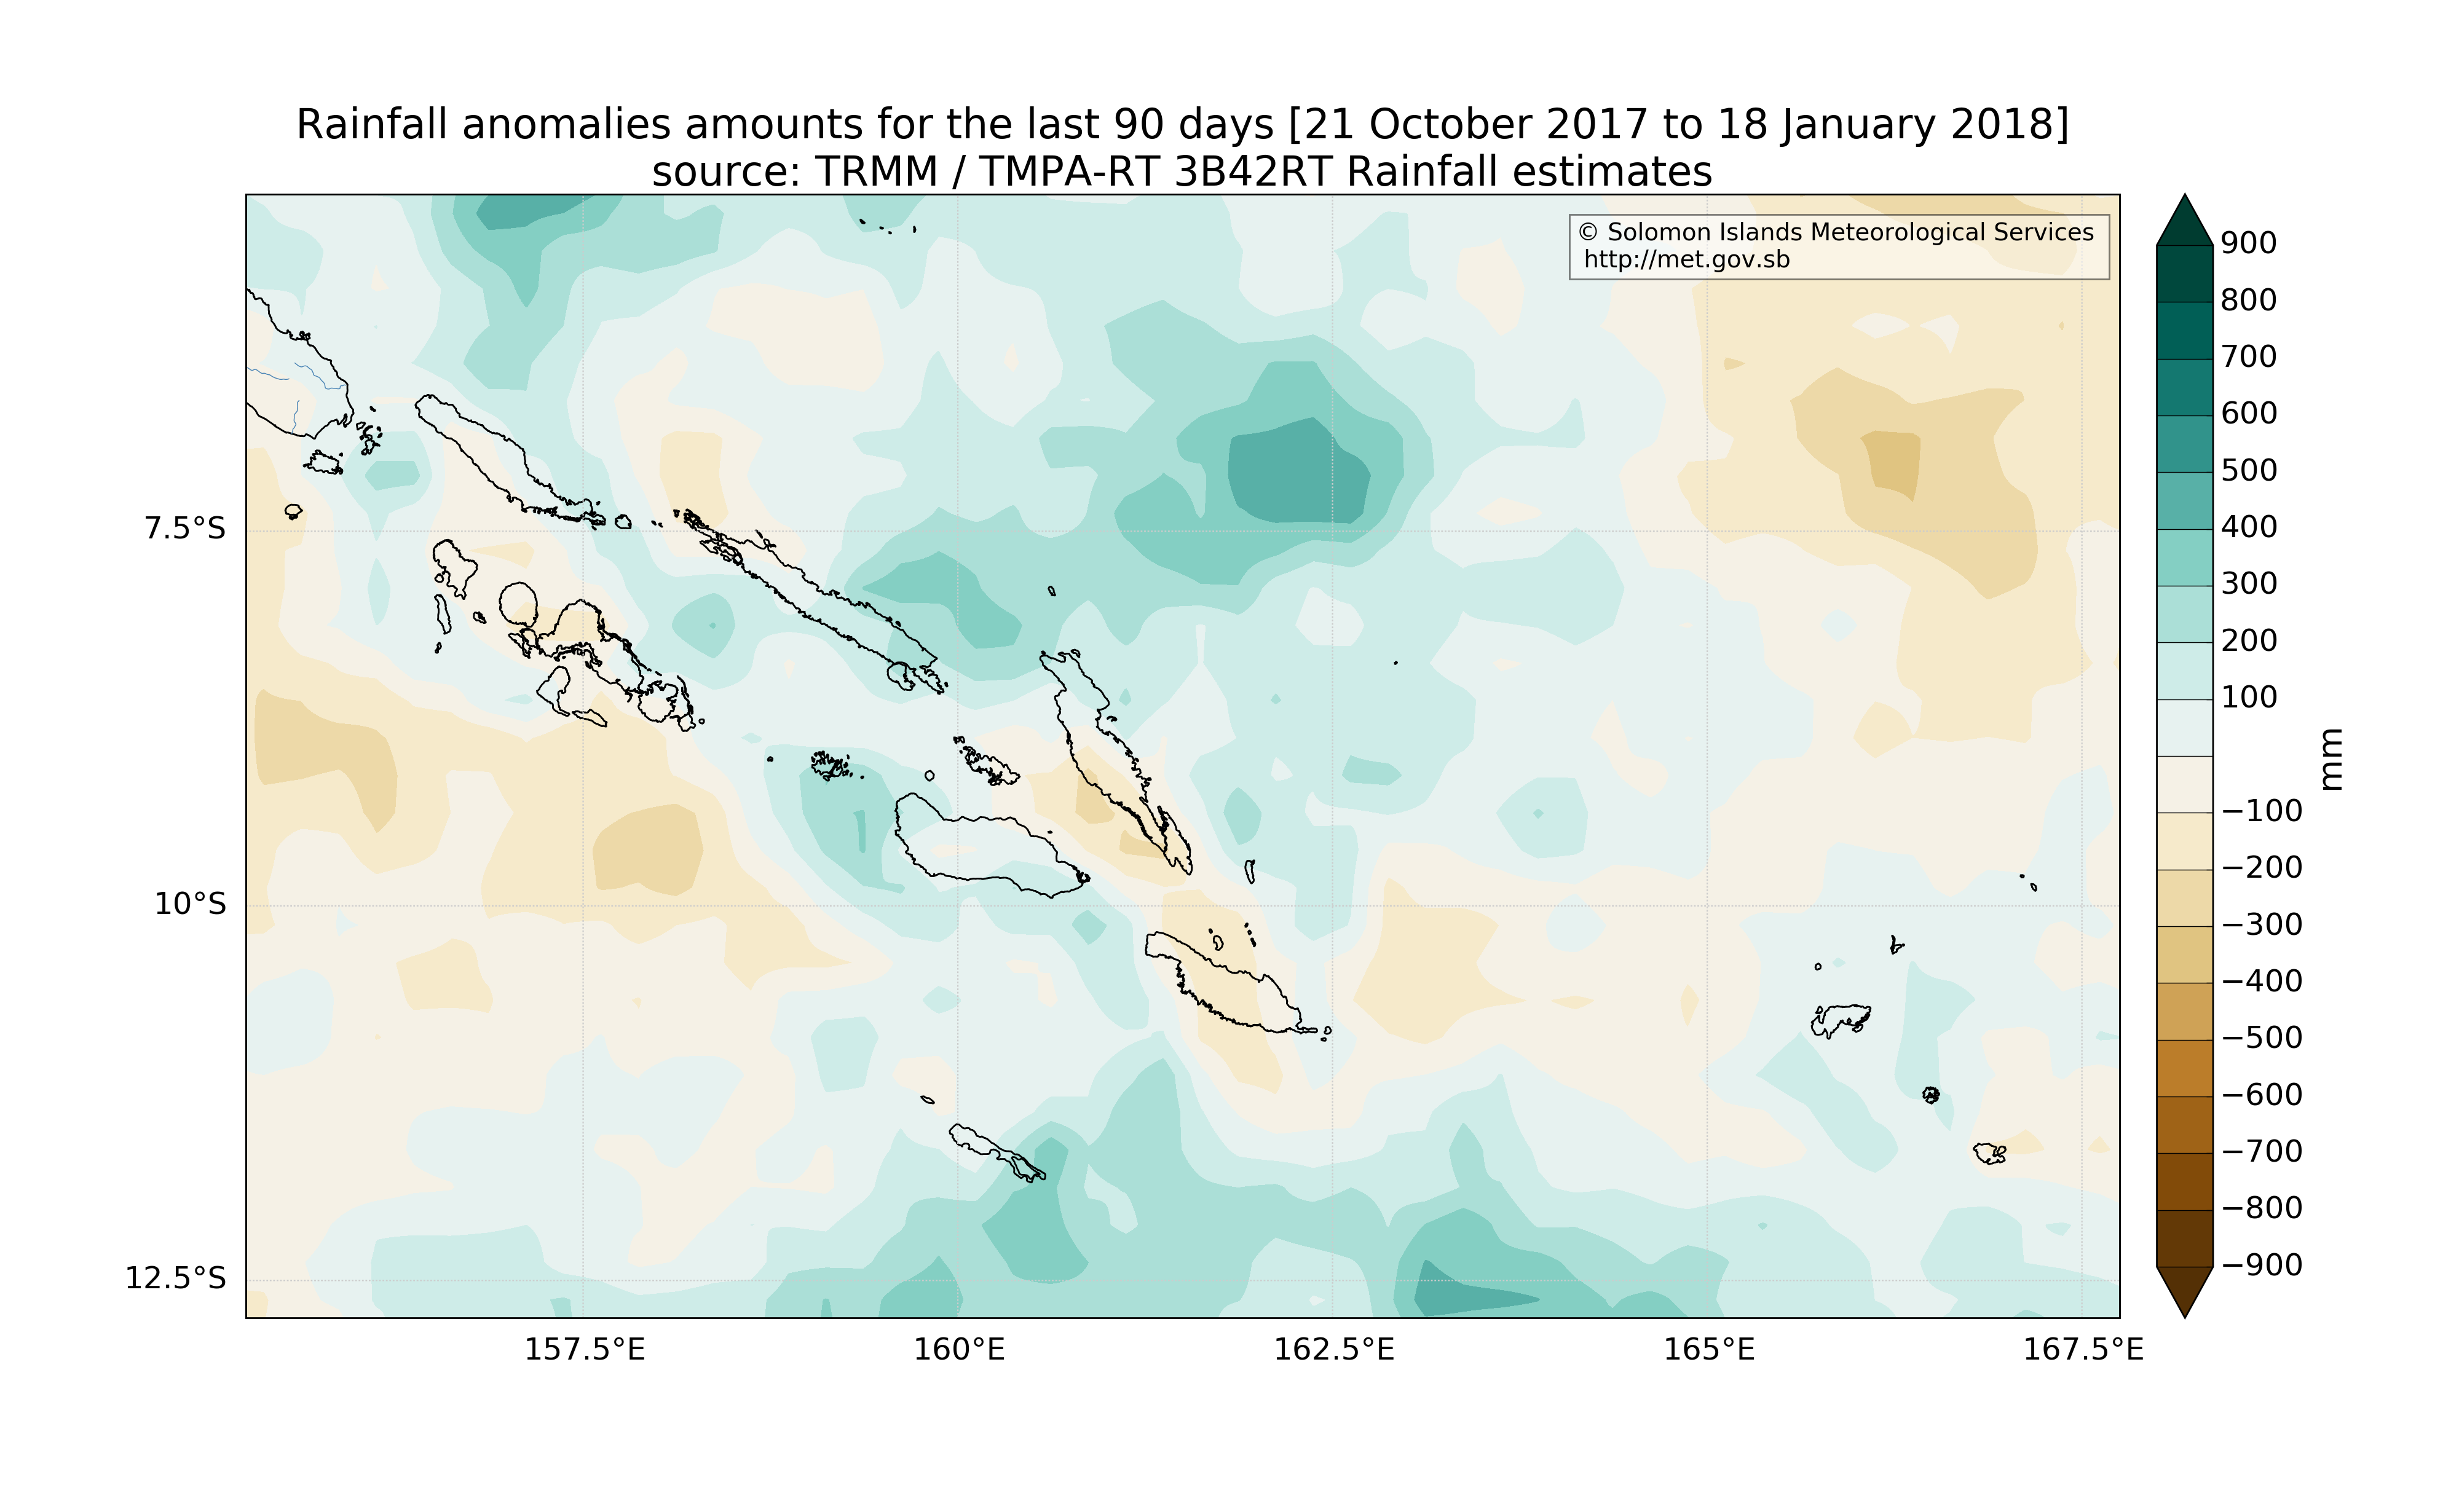 Rainfall anomalies amounts for the last 90 days [21 October 2017 to 18 January 2018]
source: TRMM / TMPA-RT 3B42RT Rainfall estimates
© Solomon Islands Meteorological Services
http://met.gov.sb
7.5°S
10°S
12.5°S
157.5°E
160°E
162.5°E
165°E
167.5°E
900
800
700
600
500
400
300
200
100
−100
−200
−300
−400
−500
−600
−700
−800
−900
mm